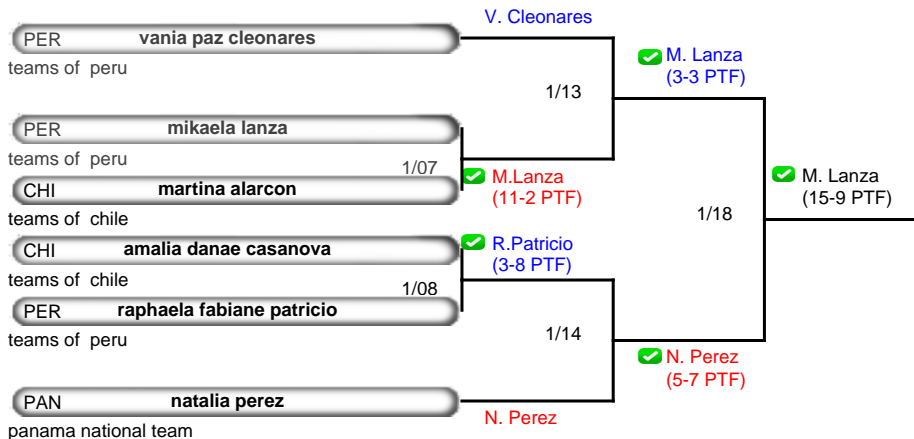 V. Cleonares
PER vania paz cleonares
teams of peru
M. Lanza
(3-3 PTF)
1/13
PER mikaela lanza
teams of peru
1/07
CHI martina alarcon
teams of chile
M.Lanza
(11-2 PTF)
M. Lanza
(15-9 PTF)
1/18
CHI amalia danae casanova
teams of chile
R.Patricio
(3-8 PTF)
1/08
PER raphaela fabiane patricio
teams of peru
1/14
N. Perez
(5-7 PTF)
PAN natalia perez
panama national team
N. Perez